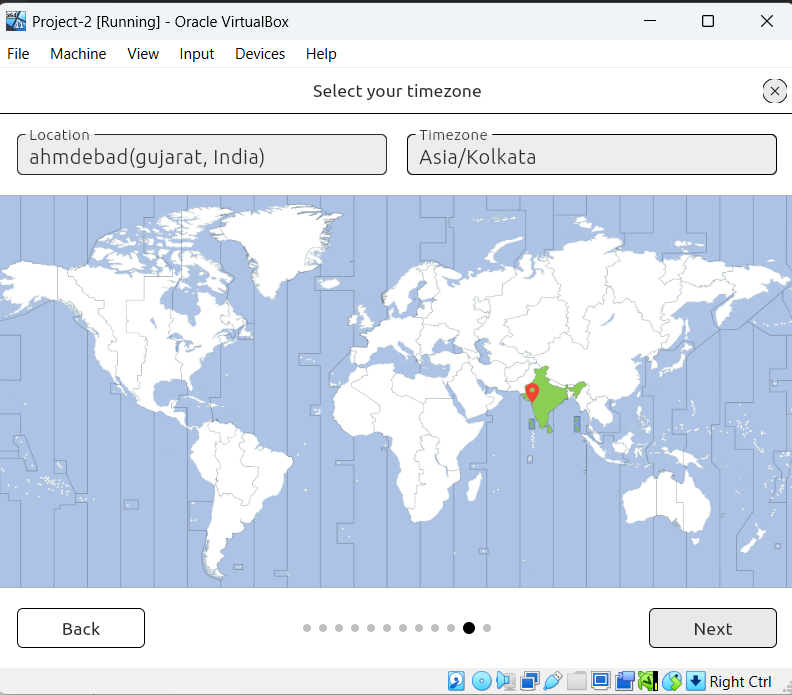 Project-2 [Running] - Oracle VirtualBox
File Machine View Input Devices Help
Select your timezone
Location
ahmdebad(gujarat, India)
Timezone
Asia/Kolkata
Back
Next
Right Ctrl